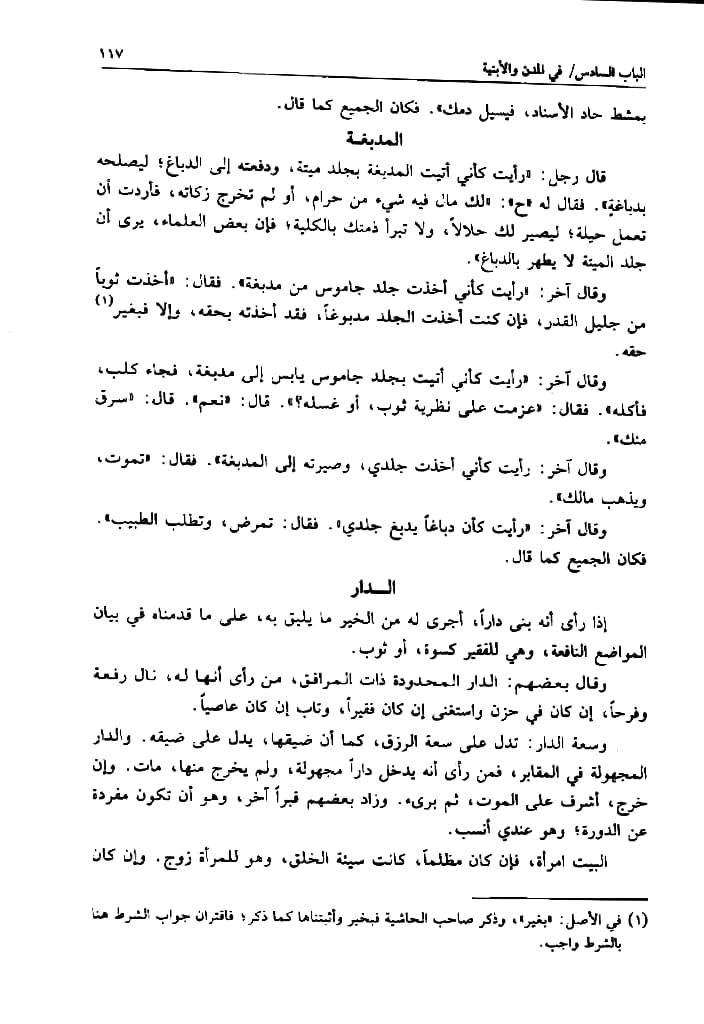 ١١٧
الباب السادس/ في المدن والأبنية
بمشط حاد الأسناد، فيسيل دمك». فكان الجميع كما قال.
المدبغـة
قال رجل: «رأيت كأني أتيت المدبغة بجلد ميتة، ودفعته إلى الدباغ؛ ليصلحه
بدباغةٍ». فقال له «ح»: «لك مال فيه شيء من حرام، أو لم تخرج زكاته، فأردت أن
تعمل حيلة؛ ليصير لك حلالاً، ولا تبرأ ذمتك بالكلية؛ فإن بعض العلماء، يرى أن
جلد الميتة لا يطهر بالدباغ».
وقال آخر: «رأيت كأني أخذت جلد جاموس من مدبغة». فقال: «أخذت ثوباً
من جليل القدر، فإن كنت أخذت الجلد مدبوغاً، فقد أخذته بحقه، وإلا فبغير(١)
حقه.
وقال آخر: «رأيت كأني أتيت بجلد جاموس يابس إلى مدبغة، فجاء كلب،
فأكله». فقال: «عزمت على نظرية ثوب، أو غسله؟». قال: «نعم». قال: «سرق
منك».
وقال آخر: رأيت كأني أخذت جلدي، وصيرته إلى المدبغة». فقال: «تموت،
ويذهب مالك».
وقال آخر: «رأيت كأن دباغاً يدبغ جلدي». فقال: تمرض، وتطلب الطبيب».
فكان الجميع كما قال.
الـدار
إذا رأى أنه بنى داراً، أجرى له من الخير ما يليق به، على ما قدمناه في بيان
المواضع النافعة، وهي للفقير كسوة، أو ثوب.
وقال بعضهم: الدار المحدودة ذات المرافق، من رأى أنها له، نال رفعة
وفرحاً، إن كان في حزن واستغنى إن كان فقيراً، وتاب إن كان عاصياً.
وسعة الدار: تدل على سعة الرزق، كما أن ضيقها، يدل على ضيقه. والدار
المجهولة في المقابر، فمن رأى أنه يدخل داراً مجهولة، ولم يخرج منها، مات. وإن
خرج، أشرف على الموت، ثم برىء. وزاد بعضهم قبراً آخر، وهو أن تكون مفردة
عن الدورة؛ وهو عندي أنسب.
البيت امرأة، فإن كان مظلماً، كانت سيئة الخلق، وهو للمرأة زوج. وإن كان
(١) في الأصل: «بغير»، وذكر صاحب الحاشية فبخير وأثبتناها كما ذكر؛ فاقتران جواب الشرط هنا
بالشرط واجب.